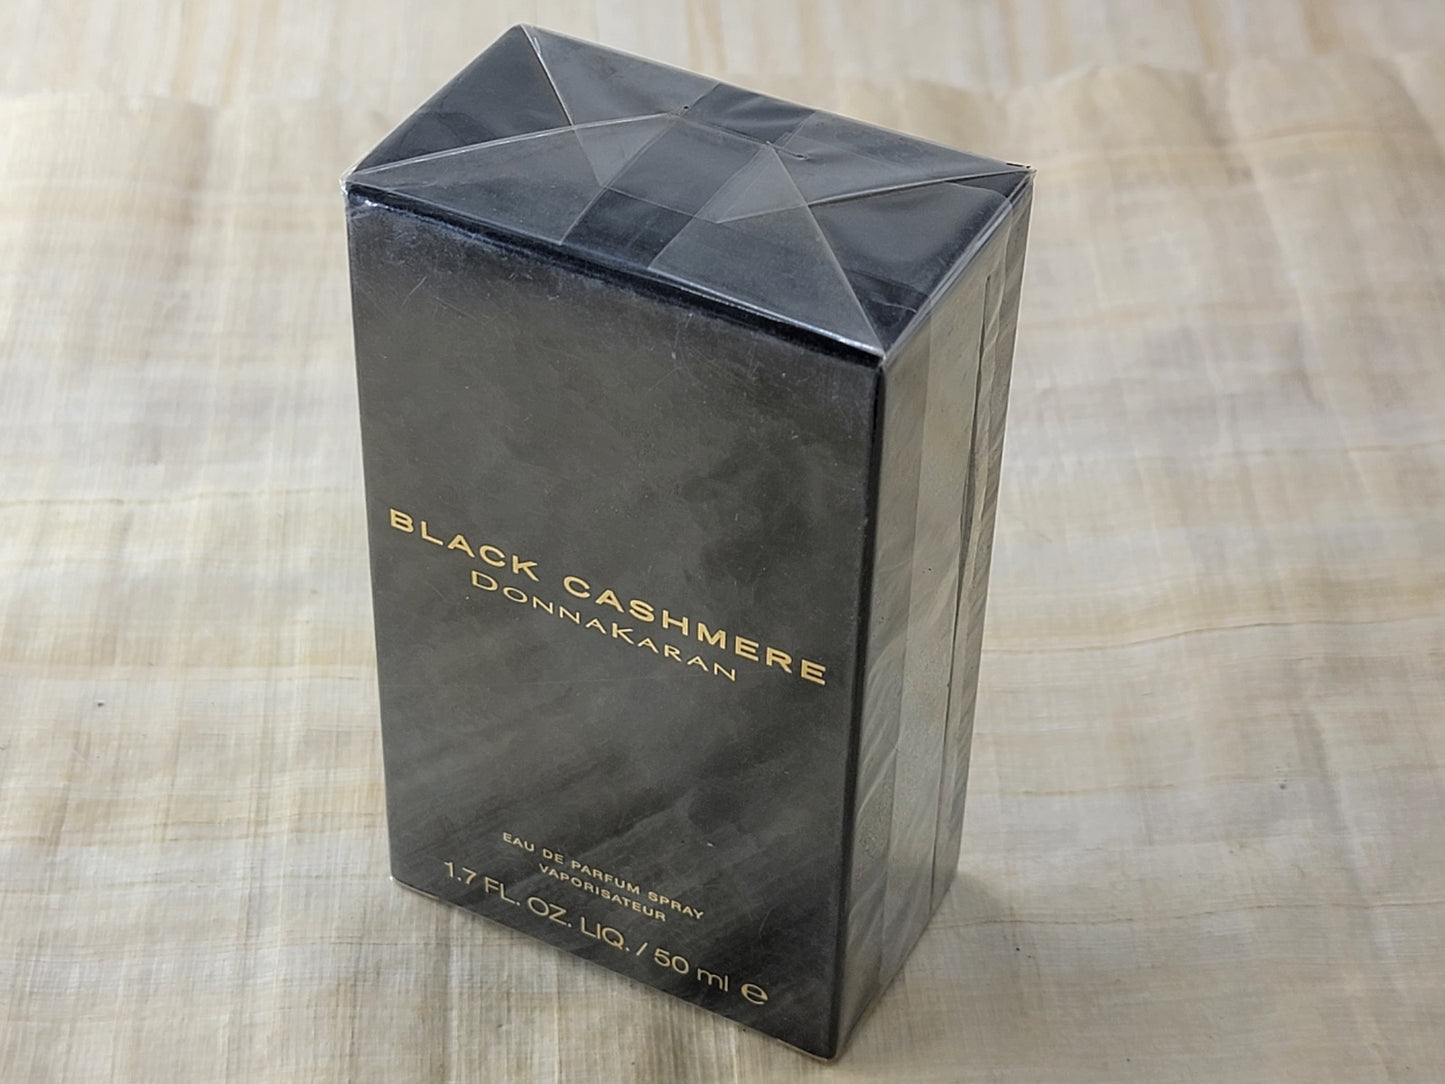 BLACK CASHMERE
DONNAKARAN
EAU DE PARFUM SPRAY
VAPORISATEUR
1.7 FL. OZ. LIQ. / 50 ml ℮